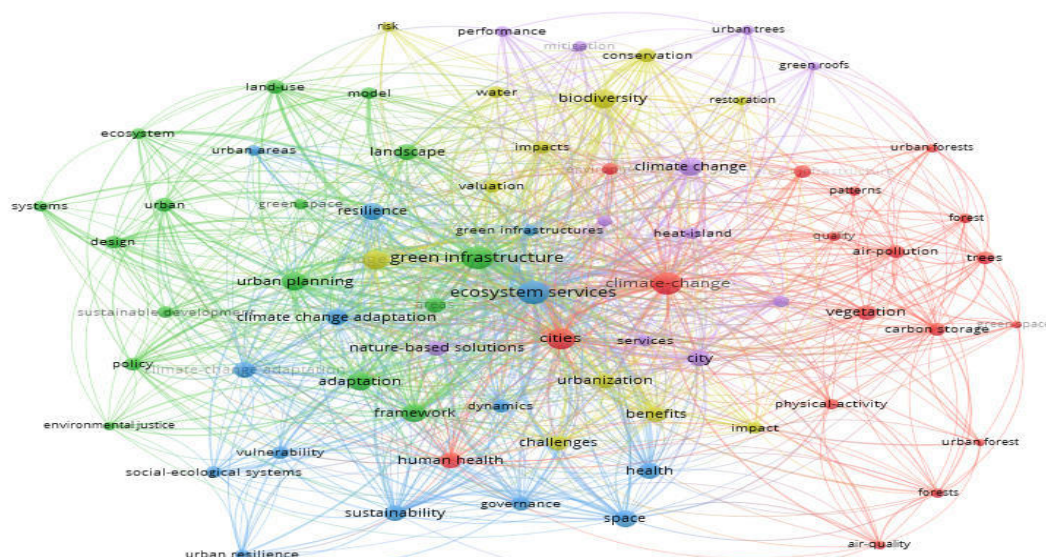 risk
performance
urban trees
mitigation
conservation
green roofs
land-use
model
water
biodiversity
restoration
ecosystem
urban areas
landscape
impacts
climate change
urban forests
valuation
patterns
systems
urban
green space
resilience
green infrastructures
heat-island
forest
design
quality
air-pollution
trees
green infrastructure
urban planning
climate-change
ecosystem services
areas
sustainable development
climate change adaptation
vegetation
carbon storage
green space
cities
services
nature-based solutions
city
policy
climate-change adaptation
adaptation
urbanization
physical-activity
dynamics
framework
benefits
environmental justice
impact
challenges
urban forest
vulnerability
human health
social-ecological systems
health
forests
governance
sustainability
space
air-quality
urban resilience